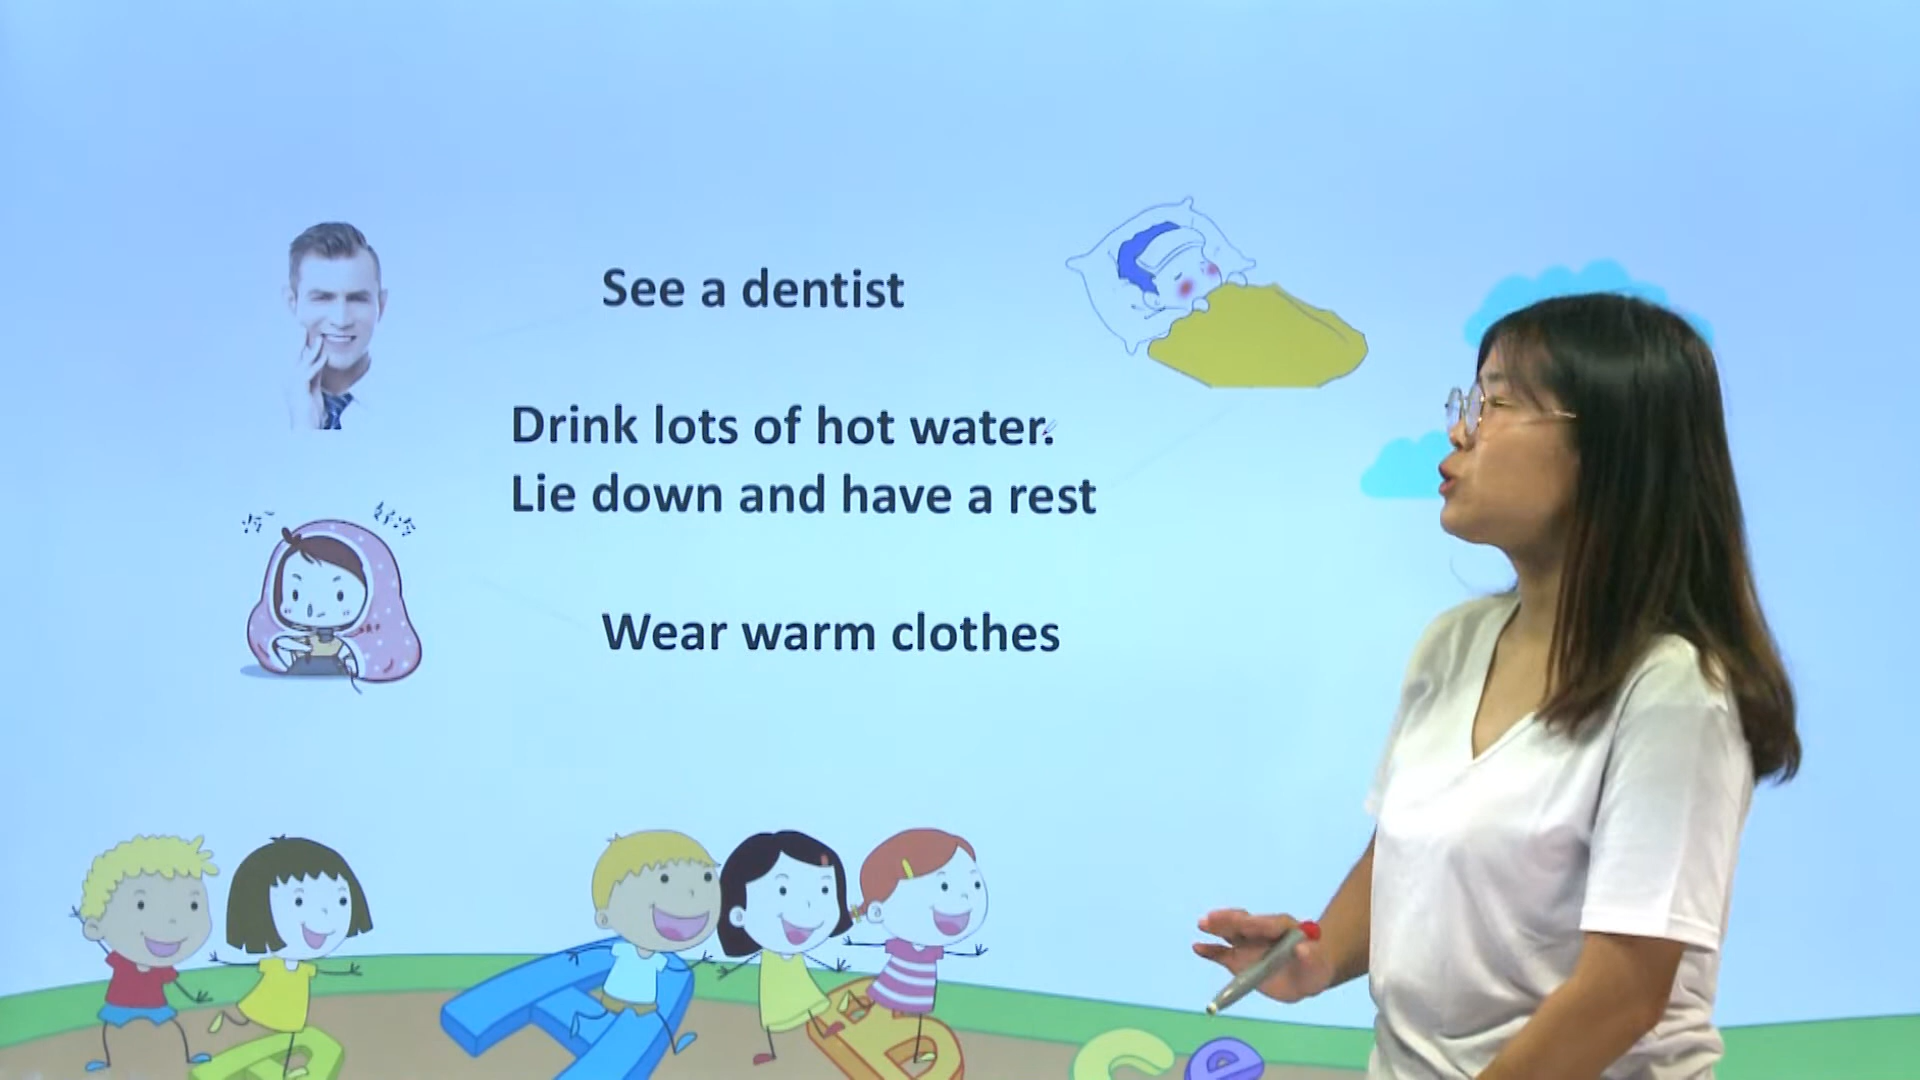 See a dentist
Drink lots of hot water.
Lie down and have a rest
Wear warm clothes